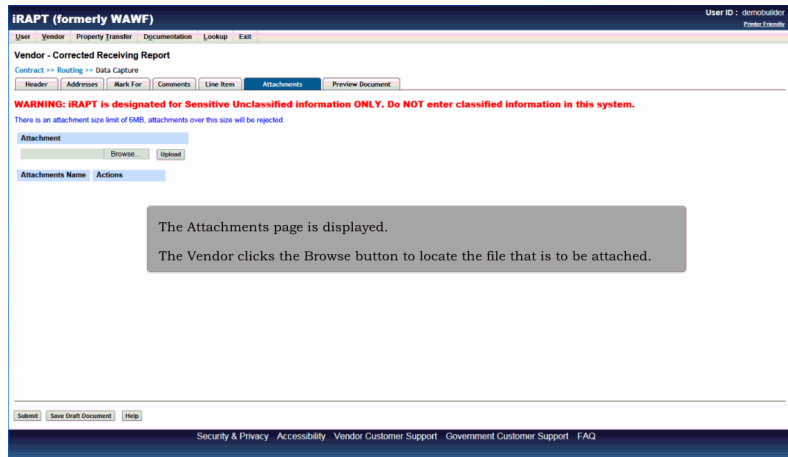 iRAPT (formerly WAWF)
User ID : demobuilder
Printer Friendly
User Vendor Property Transfer Documentation Lookup Exit
Vendor - Corrected Receiving Report
Contract >> Routing >> Data Capture
Header Addresses Mark For Comments Line Item Attachments Preview Document
WARNING: iRAPT is designated for Sensitive Unclassified information ONLY. Do NOT enter classified information in this system.
There is an attachment size limit of 6MB, attachments over this size will be rejected.
Attachment
Browse... Upload
Attachments Name Actions
The Attachments page is displayed.
The Vendor clicks the Browse button to locate the file that is to be attached.
Submit Save Draft Document Help
Security & Privacy Accessibility Vendor Customer Support Government Customer Support FAQ